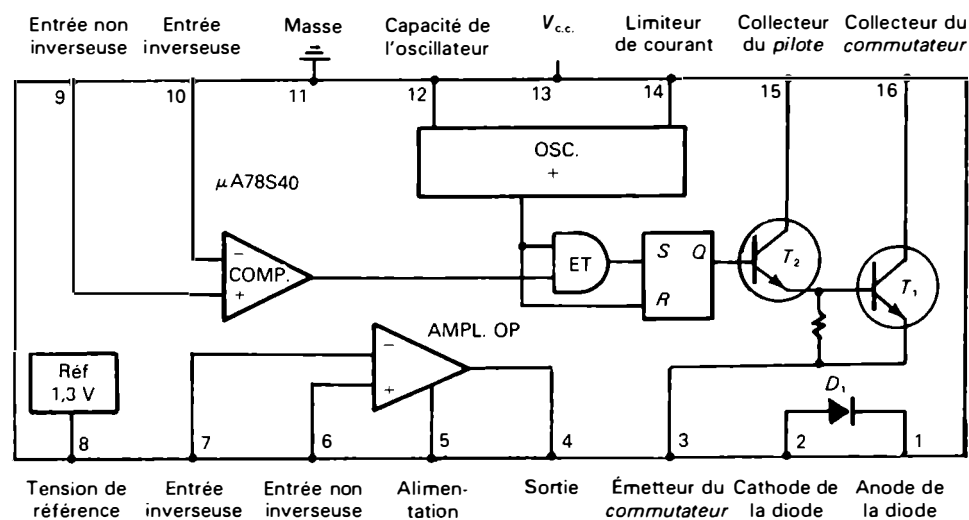 Entrée non
inverseuse
Entrée
inverseuse
Masse
Capacité de
l'oscillateur
V c.c.
Limiteur
de courant
Collecteur
du pilote
Collecteur du
commutateur
9
10
11
12
13
14
15
16
OSC.
+
μA78S40
−
COMP.
+
ET
S Q
R
T₂
T₁
AMPL. OP
−
+
Réf
1,3 V
D₁
8
7
6
5
4
3
2
1
Tension de
référence
Entrée
inverseuse
Entrée non
inverseuse
Alimen-
tation
Sortie
Émetteur du
commutateur
Cathode de
la diode
Anode de
la diode